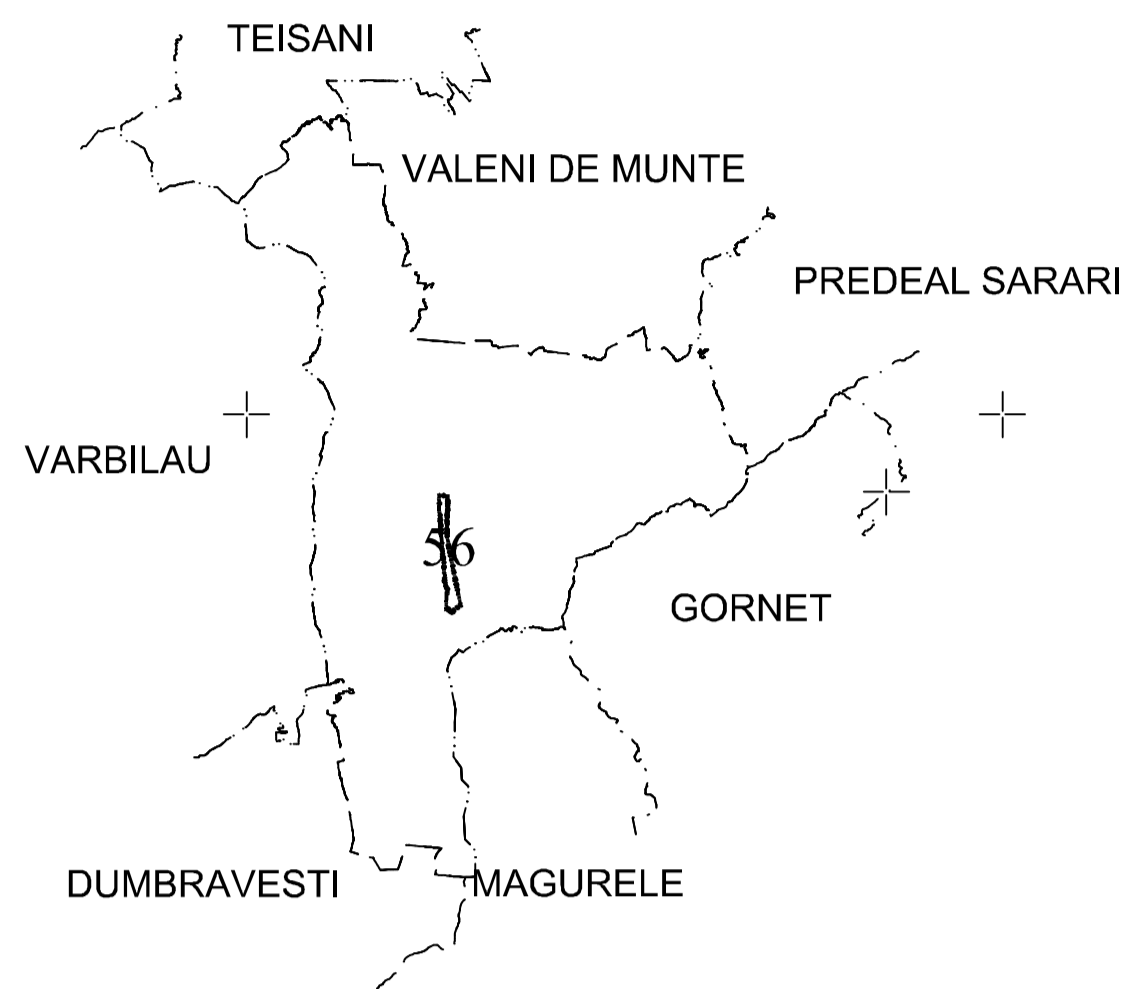 TEISANI
VALENI DE MUNTE
PREDEAL SARARI
VARBILAU
56
GORNET
DUMBRAVESTI
MAGURELE